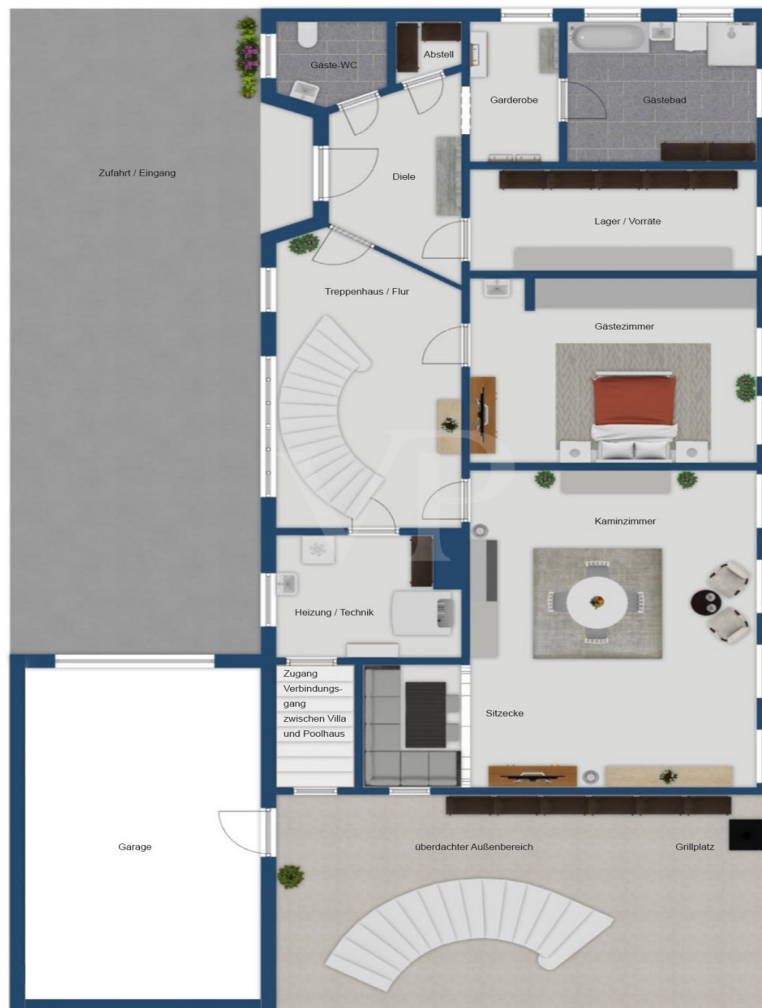 Gäste-WC
Abstell
Garderobe
Gästebad
Zufahrt / Eingang
Diele
Lager / Vorräte
Treppenhaus / Flur
Gästezimmer
VP
Kaminzimmer
Heizung / Technik
Zugang
Verbindungs-
gang
zwischen Villa
und Poolhaus
Sitzecke
Garage
überdachter Außenbereich
Grillplatz